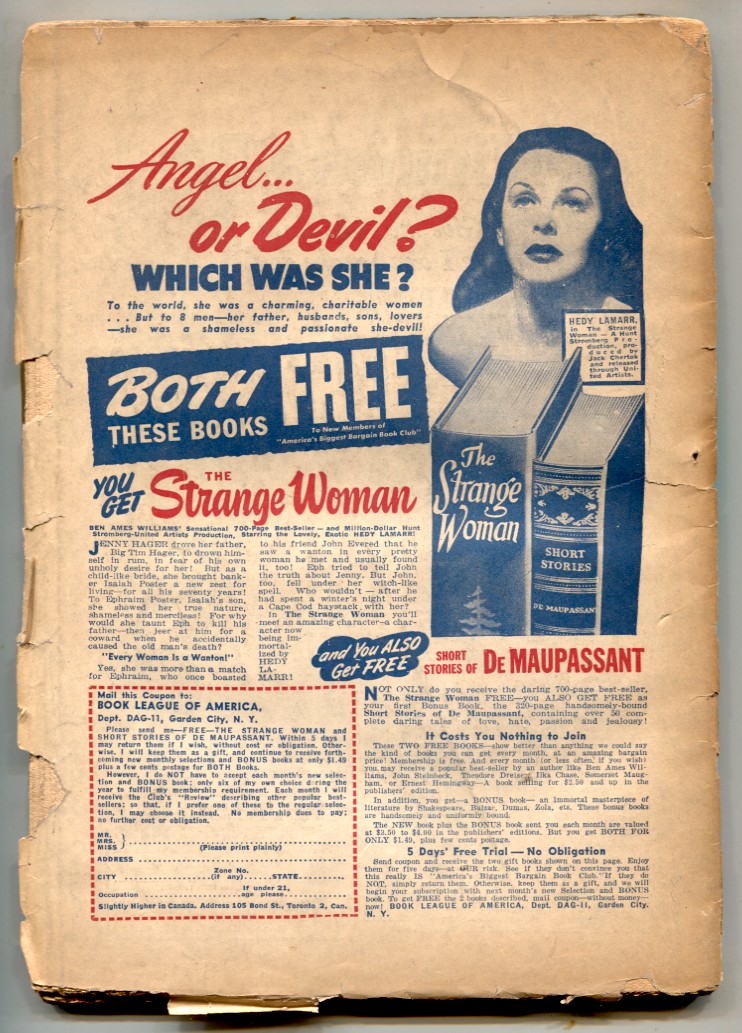 Angel...
or Devil?
WHICH WAS SHE?
To the world, she was a charming, charitable women
... But to 8 men—her father, husbands, sons, lovers
—she was a shameless and passionate she-devil!
HEDY LAMARR,
in The Strange
Woman — A Hunt
Stromberg Pro-
duction, pro-
duced by
Jack Chertok
and released
through Uni-
ted Artists.
BOTH
THESE BOOKS
FREE
To New Members of
"America's Biggest Bargain Book Club"
The
Strange
Woman
SHORT
STORIES
DE MAUPASSANT
YOU
GET
THE
Strange Woman
BEN AMES WILLIAMS' Sensational 700-Page Best-Seller — and Million-Dollar Hunt
Stromberg-United Artists Production, Starring the Lovely, Exotic HEDY LAMARR!
JENNY HAGER drove her father,
Big Tim Hager, to drown him-
self in rum, in fear of his own
unholy desire for her! But as a
child-like bride, she brought bank-
er Isaiah Poster a new zest for
living—for all his seventy years!
To Ephraim Poster, Isaiah's son,
she showed her true nature,
shameless and merciless! For why
would she taunt Eph to kill his
father—then jeer at him for a
coward when he accidentally
caused the old man's death?
"Every Woman Is a Wanton!"
Yes, she was more than a match
for Ephraim, who once boasted
to his friend John Evered that he
saw a wanton in every pretty
woman he met and usually found
it, too! Eph tried to tell John
the truth about Jenny. But John,
too, fell under her witch-like
spell. Who wouldn't — after he
had spent a winter's night under
a Cape Cod haystack with her?
In The Strange Woman you'll
meet an amazing character—a char-
acter now
being im-
mortal-
ized by
HEDY
LA-
MARR!
and You ALSO
Get FREE
SHORT
STORIES OF DE MAUPASSANT
NOT ONLY do you receive the daring 700-page best-seller,
The Strange Woman FREE—you ALSO GET FREE as
your first Bonus Book, the 320-page handsomely-bound
Short Stories of De Maupassant, containing over 50 com-
plete daring tales of love, hate, passion and jealousy!
It Costs You Nothing to Join
These TWO FREE BOOKS—show better than anything we could say
the kind of books you can get every month, at an amazing bargain
price! Membership is free. And every month (or less often, if you wish)
you may receive a popular best-seller by an author like Ben Ames Wil-
liams, John Steinbeck, Theodore Dreiser, Ilka Chase, Somerset Maug-
ham, or Ernest Hemingway—A book selling for $2.50 and up in the
publishers' edition.
In addition, you get—a BONUS book — an immortal masterpiece of
literature by Shakespeare, Balzac, Dumas, Zola, etc. These bonus books
are handsomely and uniformly bound.
The NEW book plus the BONUS book sent you each month are valued
at $2.50 to $4.00 in the publishers' editions. But you get BOTH FOR
ONLY $1.49, plus few cents postage.
5 Days' Free Trial — No Obligation
Send coupon and receive the two gift books shown on this page. Enjoy
them for five days—at OUR risk. See if they don't convince you that
this really is "America's Biggest Bargain Book Club." If they do
NOT, simply return them. Otherwise, keep them as a gift, and we will
begin your subscription with next month's new Selection and BONUS
book. To get FREE the 2 books described, mail coupon—without money—
now! BOOK LEAGUE OF AMERICA, Dept. DAG-11, Garden City,
N. Y.
Mail this Coupon to:
BOOK LEAGUE OF AMERICA,
Dept. DAG-11, Garden City, N. Y.
Please send me—FREE—THE STRANGE WOMAN and
SHORT STORIES OF DE MAUPASSANT. Within 5 days I
may return them if I wish, without cost or obligation. Other-
wise, I will keep them as a gift, and continue to receive forth-
coming new monthly selections and BONUS books at only $1.49
plus a few cents postage for BOTH Books.
However, I do NOT have to accept each month's new selec-
tion and BONUS book; only six of my own choice during the
year to fulfill my membership requirement. Each month I will
receive the Club's "Review" describing other popular best-
sellers; so that, if I prefer one of these to the regular selec-
tion, I may choose it instead. No membership dues to pay;
no further cost or obligation.
MR.
MRS.
MISS
(Please print plainly)
ADDRESS
Zone No.
CITY (if any) STATE
If under 21,
Occupation age please
Slightly Higher in Canada. Address 105 Bond St., Toronto 2, Can.